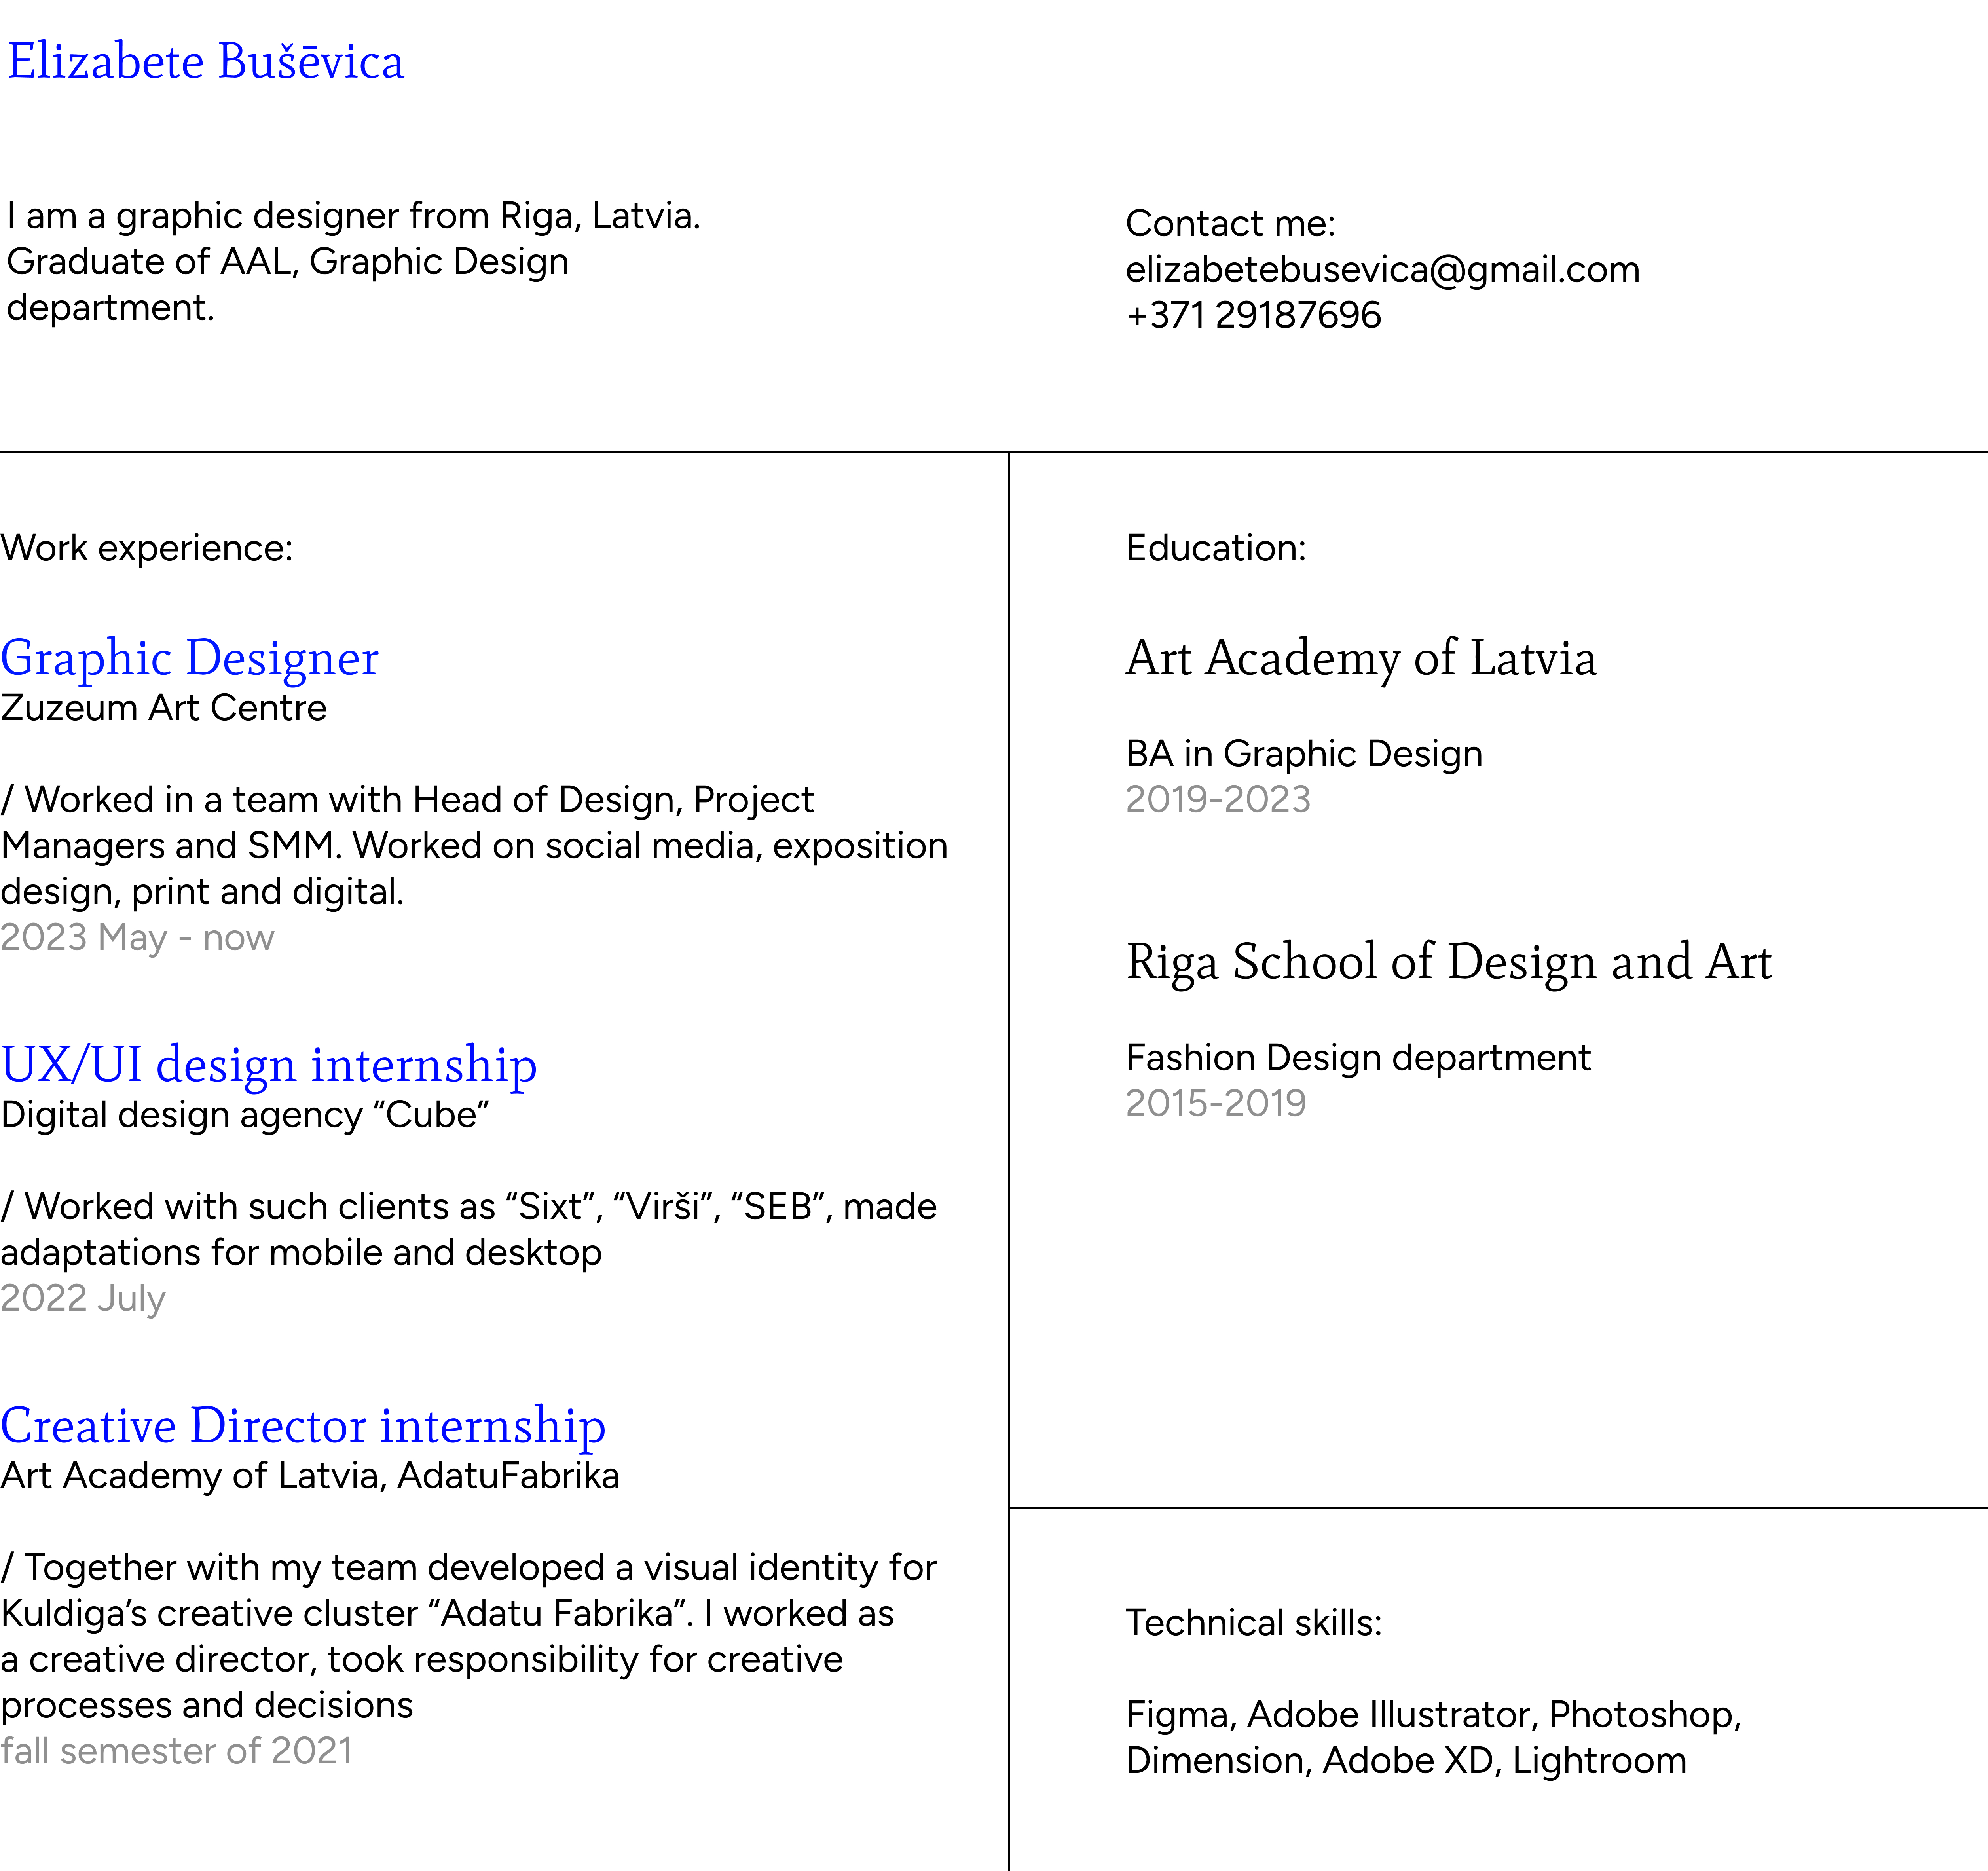 Elizabete Bušēvica
I am a graphic designer from Riga, Latvia.
Graduate of AAL, Graphic Design
department.
Contact me:
elizabetebusevica@gmail.com
+371 29187696
Work experience:
Graphic Designer
Zuzeum Art Centre
/ Worked in a team with Head of Design, Project
Managers and SMM. Worked on social media, exposition
design, print and digital.
2023 May - now
UX/UI design internship
Digital design agency “Cube”
/ Worked with such clients as “Sixt”, “Virši”, “SEB”, made
adaptations for mobile and desktop
2022 July
Creative Director internship
Art Academy of Latvia, AdatuFabrika
/ Together with my team developed a visual identity for
Kuldiga’s creative cluster “Adatu Fabrika”. I worked as
a creative director, took responsibility for creative
processes and decisions
fall semester of 2021
Education:
Art Academy of Latvia
BA in Graphic Design
2019-2023
Riga School of Design and Art
Fashion Design department
2015-2019
Technical skills:
Figma, Adobe Illustrator, Photoshop,
Dimension, Adobe XD, Lightroom